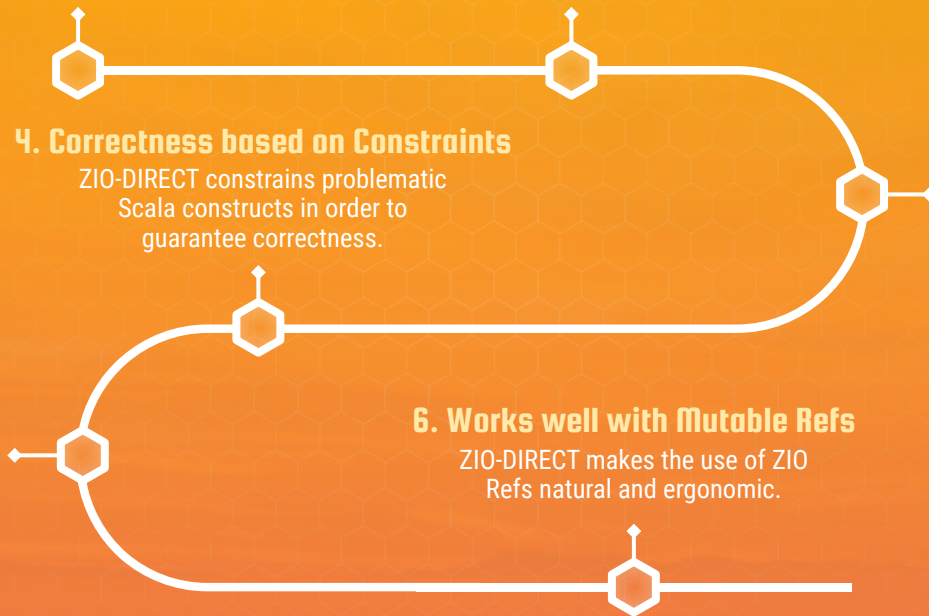 4. Correctness based on Constraints
ZIO-DIRECT constrains problematic
Scala constructs in order to
guarantee correctness.
6. Works well with Mutable Refs
ZIO-DIRECT makes the use of ZIO
Refs natural and ergonomic.